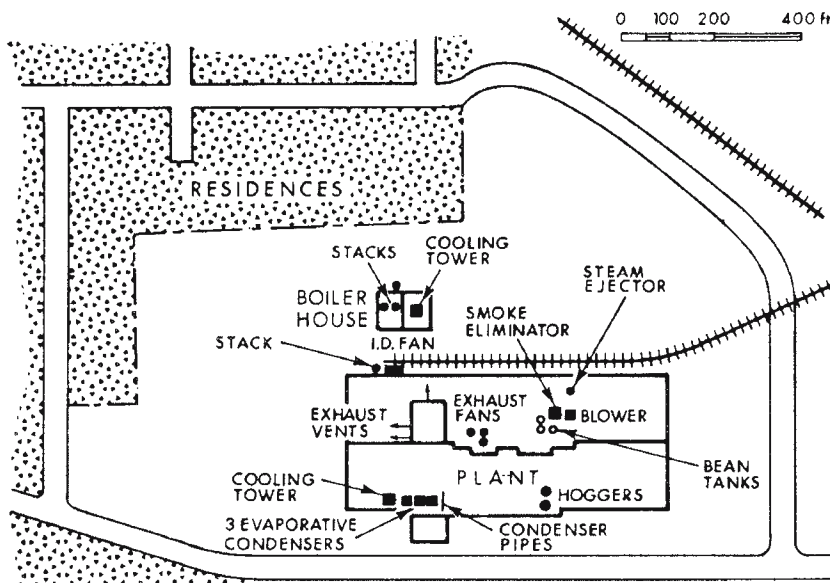 0 100 200 400 ft
RESIDENCES
STACKS
COOLING
TOWER
STEAM
EJECTOR
BOILER
HOUSE
SMOKE
ELIMINATOR
I.D. FAN
STACK
EXHAUST
VENTS
EXHAUST
FANS
BLOWER
BEAN
TANKS
PLANT
COOLING
TOWER
HOGGERS
3 EVAPORATIVE
CONDENSERS
CONDENSER
PIPES